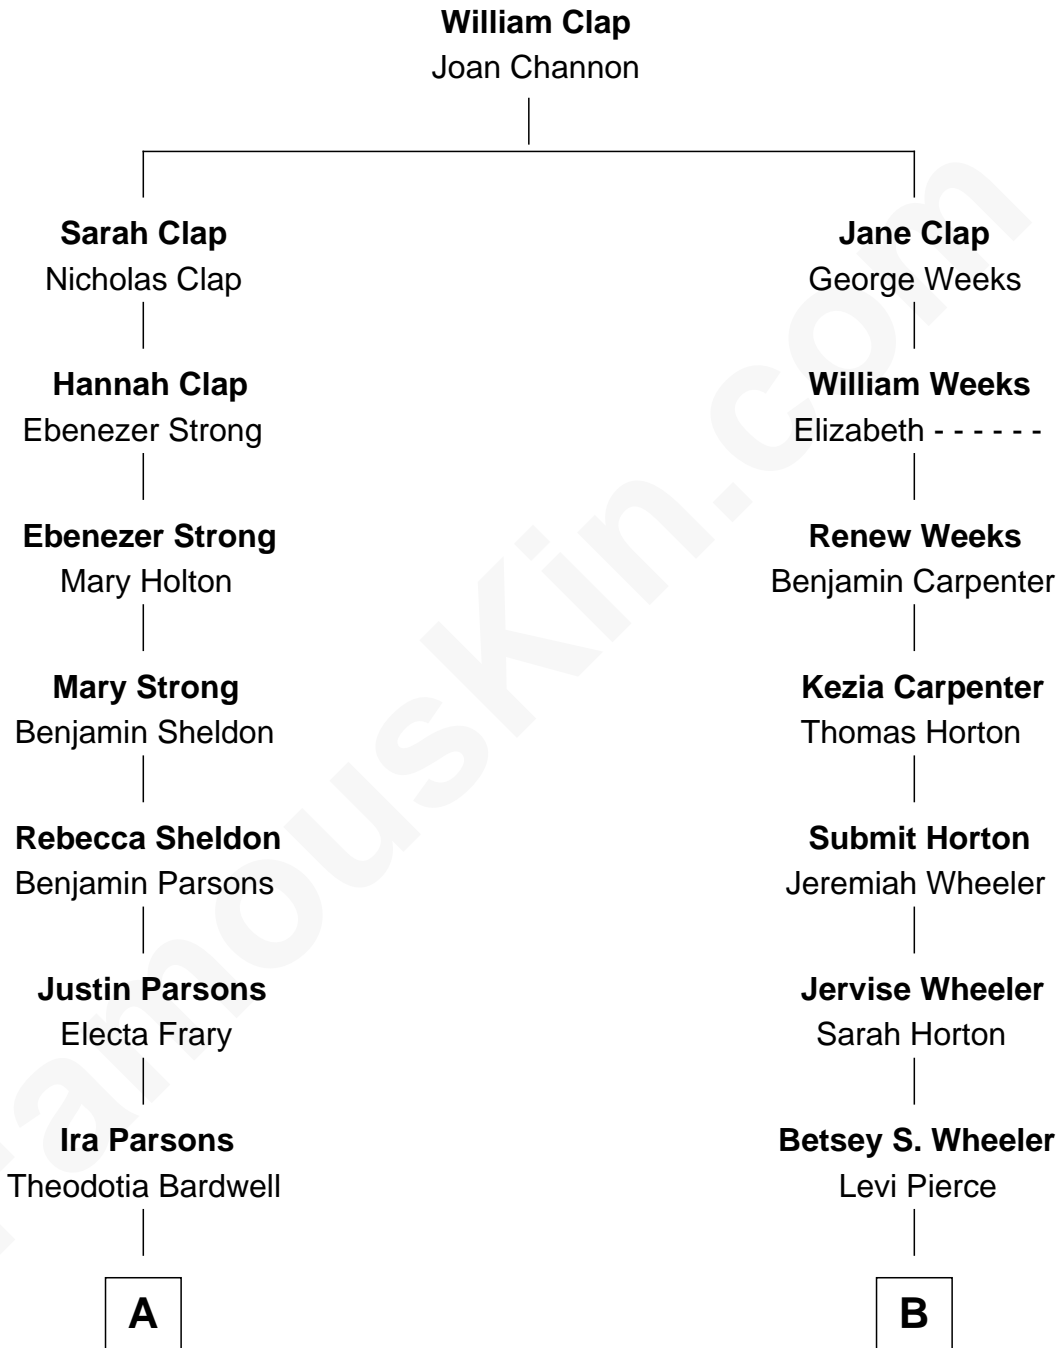 William Clap
Joan Channon
Sarah Clap
Nicholas Clap
Jane Clap
George Weeks
Hannah Clap
Ebenezer Strong
William Weeks
Elizabeth - - - - - -
Ebenezer Strong
Mary Holton
Renew Weeks
Benjamin Carpenter
Mary Strong
Benjamin Sheldon
Kezia Carpenter
Thomas Horton
Rebecca Sheldon
Benjamin Parsons
Submit Horton
Jeremiah Wheeler
Justin Parsons
Electa Frary
Jervise Wheeler
Sarah Horton
Ira Parsons
Theodotia Bardwell
Betsey S. Wheeler
Levi Pierce
A
B
FamousKin.com